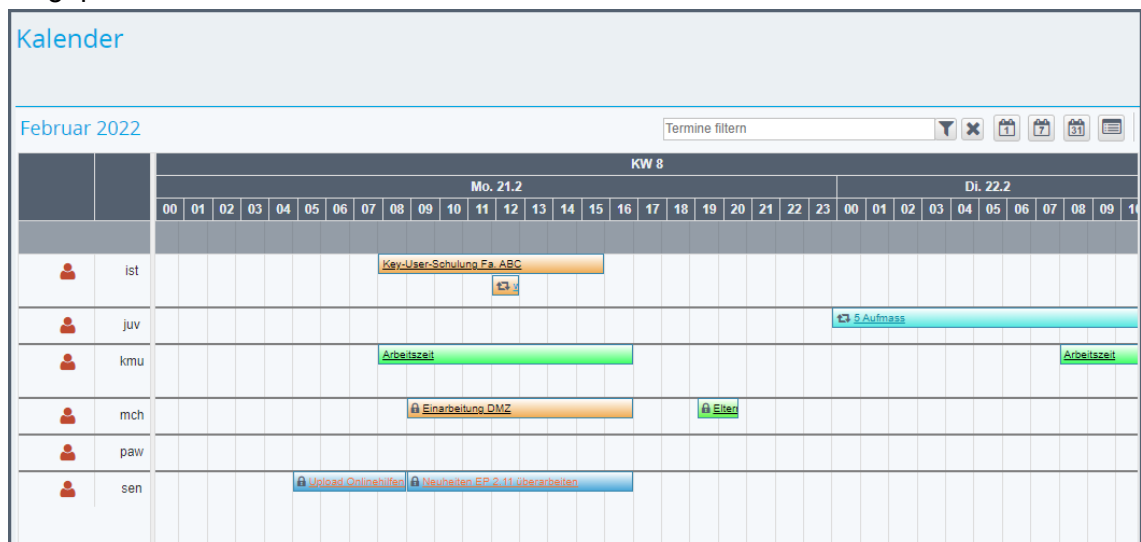 Kalender
Februar 2022
Termine filtern
1 7 31
KW 8
Mo. 21.2 Di. 22.2
00 01 02 03 04 05 06 07 08 09 10 11 12 13 14 15 16 17 18 19 20 21 22 23 00 01 02 03 04 05 06 07 08 09
ist Key-User-Schulung Fa. ABC
juv 5 Aufmass
kmu Arbeitszeit Arbeitszeit
mch Einarbeitung DMZ Eltern
paw
sen Upload Onlinehilfen Neuheiten EP 2.11 überarbeiten